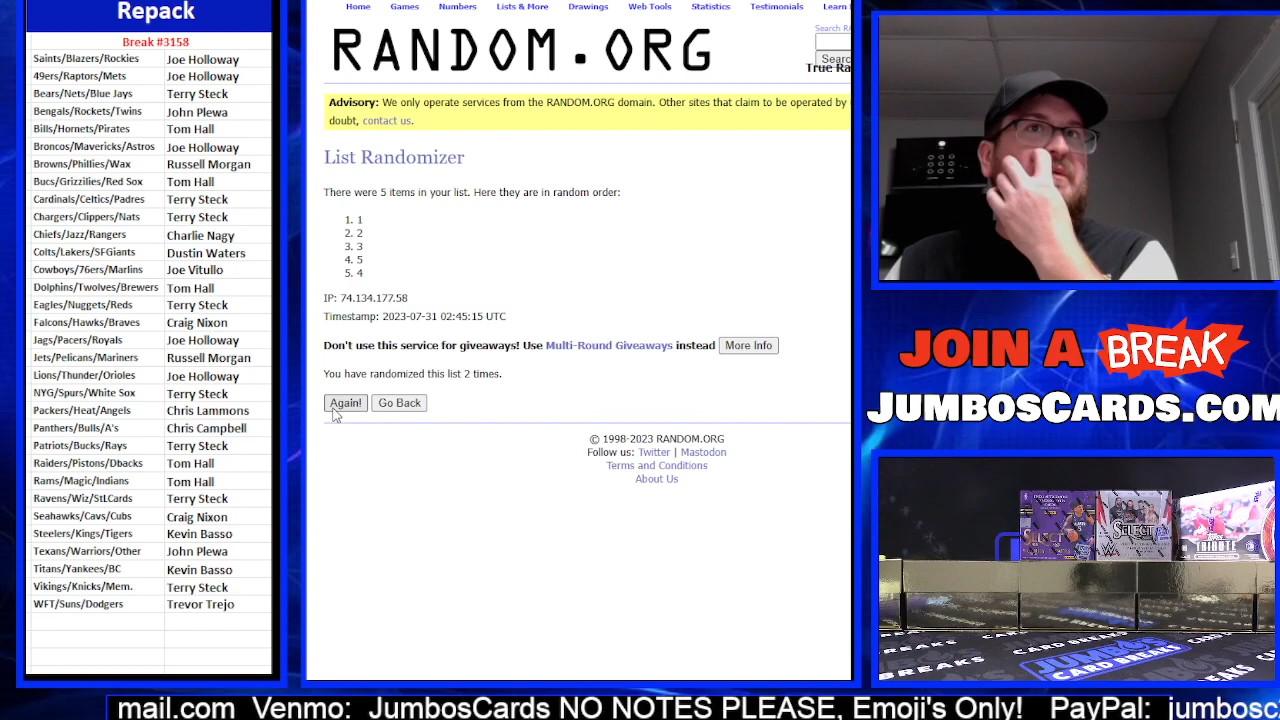 Repack
Break #3158
Saints/Blazers/Rockies Joe Holloway
49ers/Raptors/Mets Joe Holloway
Bears/Nets/Blue Jays Terry Steck
Bengals/Rockets/Twins John Plewa
Bills/Hornets/Pirates Tom Hall
Broncos/Mavericks/Astros Joe Holloway
Browns/Phillies/Wax Russell Morgan
Bucs/Grizzilies/Red Sox Tom Hall
Cardinals/Celtics/Padres Terry Steck
Chargers/Clippers/Nats Terry Steck
Chiefs/Jazz/Rangers Charlie Nagy
Colts/Lakers/SFGiants Dustin Waters
Cowboys/76ers/Marlins Joe Vitullo
Dolphins/Twolves/Brewers Tom Hall
Eagles/Nuggets/Reds Terry Steck
Falcons/Hawks/Braves Craig Nixon
Jags/Pacers/Royals Joe Holloway
Jets/Pelicans/Mariners Russell Morgan
Lions/Thunder/Orioles Joe Holloway
NYG/Spurs/White Sox Terry Steck
Packers/Heat/Angels Chris Lammons
Panthers/Bulls/A's Chris Campbell
Patriots/Bucks/Rays Terry Steck
Raiders/Pistons/Dbacks Tom Hall
Rams/Magic/Indians Tom Hall
Ravens/Wiz/StLCards Terry Steck
Seahawks/Cavs/Cubs Craig Nixon
Steelers/Kings/Tigers Kevin Basso
Texans/Warriors/Other John Plewa
Titans/Yankees/BC Kevin Basso
Vikings/Knicks/Mem. Terry Steck
WFT/Suns/Dodgers Trevor Trejo
Home Games Numbers Lists & More Drawings Web Tools Statistics Testimonials Learn
RANDOM.ORG
Search
True Ra
Advisory: We only operate services from the RANDOM.ORG domain. Other sites that claim to be operated by
doubt, contact us.
List Randomizer
There were 5 items in your list. Here they are in random order:
1. 1
2. 2
3. 3
4. 5
5. 4
IP: 74.134.177.58
Timestamp: 2023-07-31 02:45:15 UTC
Don't use this service for giveaways! Use Multi-Round Giveaways instead More Info
You have randomized this list 2 times.
Again! Go Back
© 1998-2023 RANDOM.ORG
Follow us: Twitter | Mastodon
Terms and Conditions
About Us
JOIN A BREAK
JUMBOSCARDS.COM
SELECT
SELECT
TRIBUTE
JUMBOS
CARD BREAKS
mail.com Venmo: JumbosCards NO NOTES PLEASE, Emoji's Only! PayPal: jumbosc